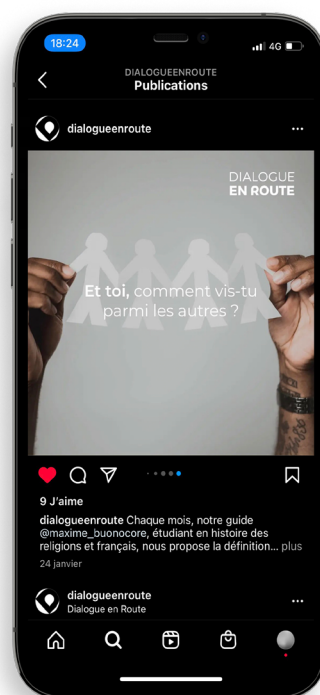 18:24
4G
DIALOGUEENROUTE
Publications
dialogueenroute
DIALOGUE
EN ROUTE
Et toi, comment vis-tu
parmi les autres ?
9 J'aime
dialogueenroute Chaque mois, notre guide
@maxime_buonocore, étudiant en histoire des
religions et français, nous propose la définition... plus
24 janvier
dialogueenroute
Dialogue en Route